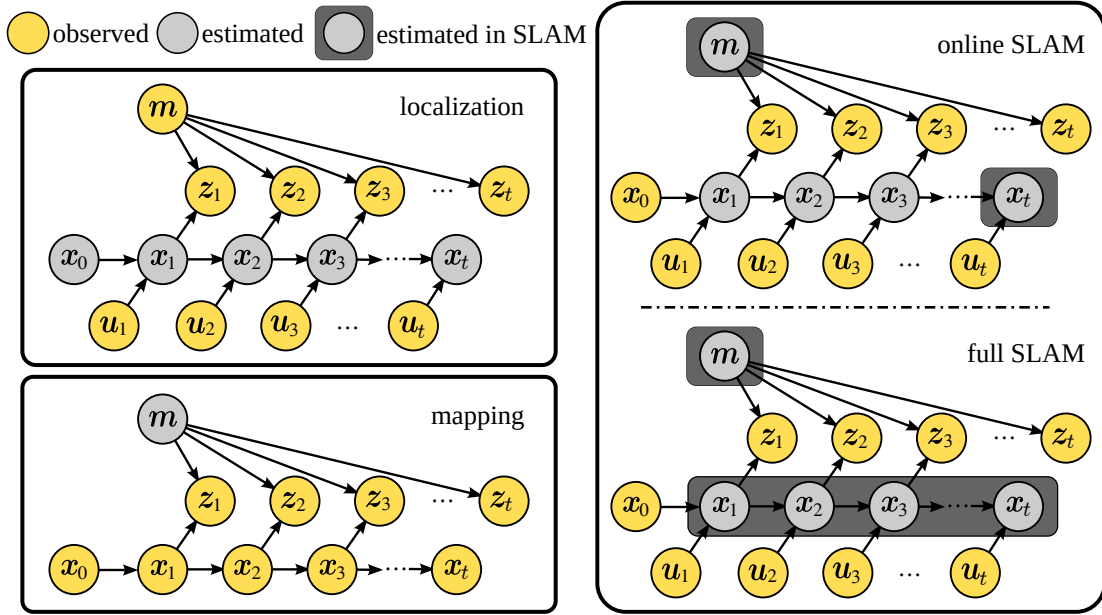 observed estimated estimated in SLAM
localization
m
z₁ z₂ z₃ ... zₜ
x₀ x₁ x₂ x₃ ... xₜ
u₁ u₂ u₃ ... uₜ
mapping
m
z₁ z₂ z₃ ... zₜ
x₀ x₁ x₂ x₃ ... xₜ
online SLAM
m
z₁ z₂ z₃ ... zₜ
x₀ x₁ x₂ x₃ ... xₜ
u₁ u₂ u₃ ... uₜ
full SLAM
m
z₁ z₂ z₃ ... zₜ
x₀ x₁ x₂ x₃ ... xₜ
u₁ u₂ u₃ ... uₜ